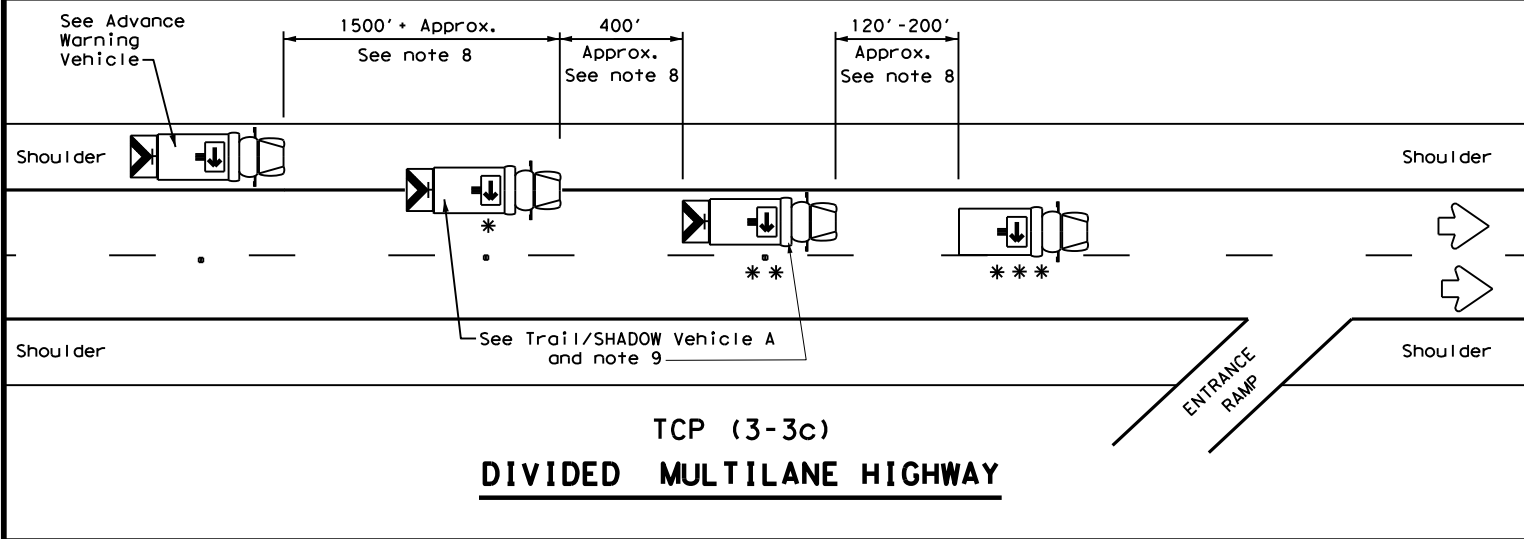 See Advance
Warning
Vehicle
1500'+ Approx.
See note 8
400'
Approx.
See note 8
120'-200'
Approx.
See note 8
Shoulder
Shoulder
*
**
***
See Trail/SHADOW Vehicle A
and note 9
Shoulder
Shoulder
ENTRANCE
RAMP
TCP (3-3c)
DIVIDED MULTILANE HIGHWAY